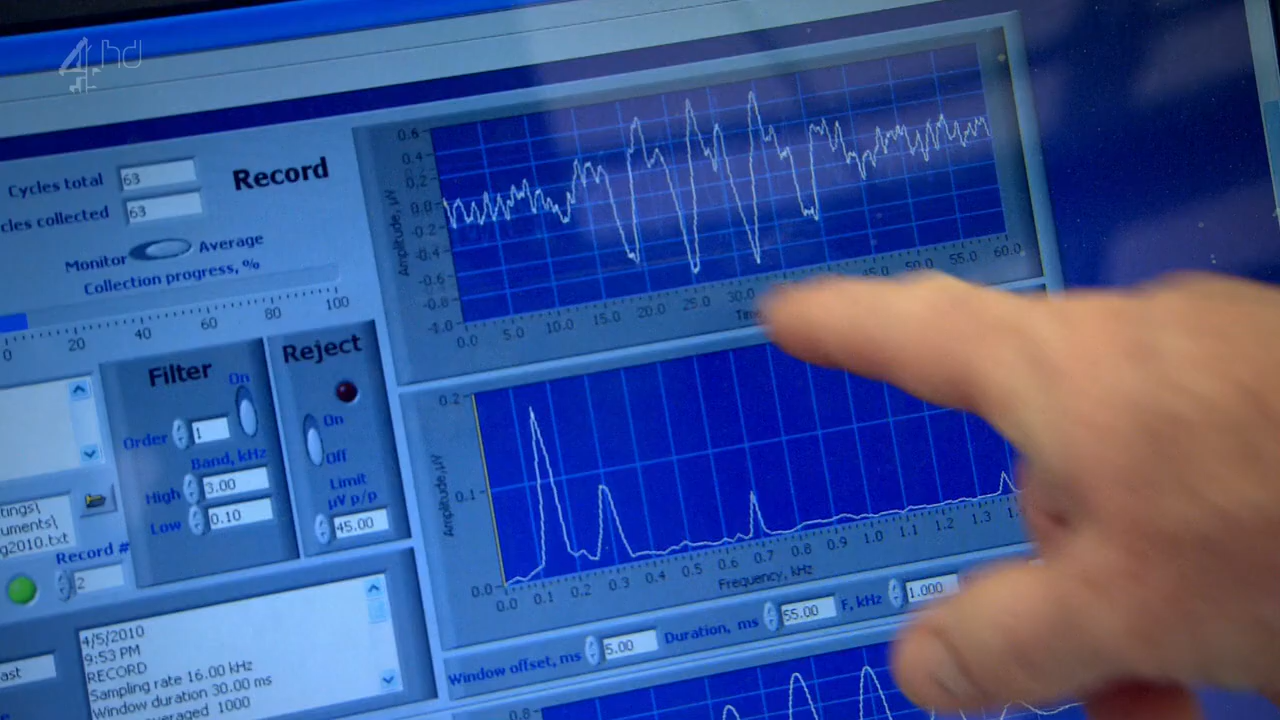 4 hd
Cycles total 63
Record
cles collected 63
Monitor Average
Collection progress, %
0 20 40 60 80 100
Filter
On
Order 1
Band, kHz
High 3.00
Low 0.10
Reject
On
Off
Limit
µV p/p
45.00
tings\
uments\
g2010.txt
Record #
2
4/5/2010
9:53 PM
RECORD
Sampling rate 16.00 kHz
Window duration 30.00 ms
averaged 1000
ast
Amplitude, µV
0.6
0.4
0.2
0.0
-0.2
-0.4
-0.6
-0.8
-1.0
0.0 5.0 10.0 15.0 20.0 25.0 30.0 45.0 50.0 55.0 60.0
Amplitude, µV
0.2
0.1
0.0
0.0 0.1 0.2 0.3 0.4 0.5 0.6 0.7 0.8 0.9 1.0 1.1 1.2 1.3
Frequency, kHz
Window offset, ms 5.00 Duration, ms 55.00 F, kHz 1.000
0.8